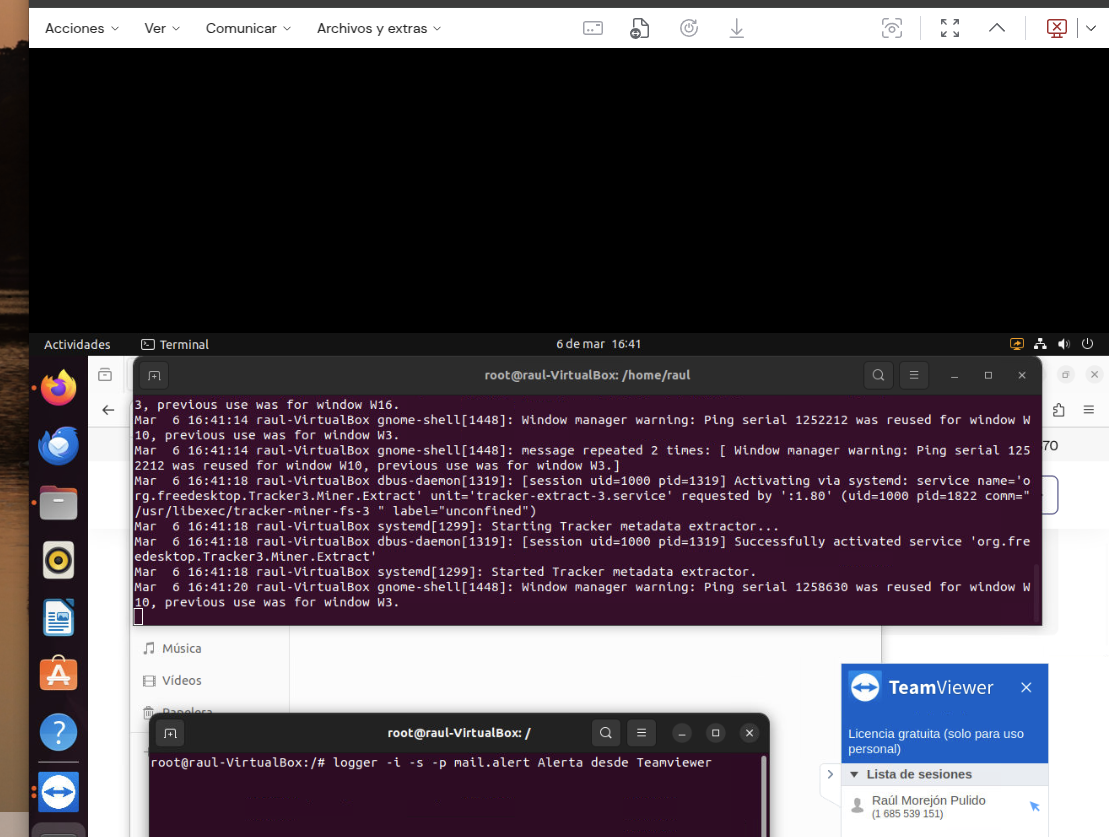 Acciones Ver Comunicar Archivos y extras
Actividades Terminal 6 de mar 16:41
root@raul-VirtualBox: /home/raul
3, previous use was for window W16.
Mar  6 16:41:14 raul-VirtualBox gnome-shell[1448]: Window manager warning: Ping serial 1252212 was reused for window W
10, previous use was for window W3.
Mar  6 16:41:14 raul-VirtualBox gnome-shell[1448]: message repeated 2 times: [ Window manager warning: Ping serial 125
2212 was reused for window W10, previous use was for window W3.]
Mar  6 16:41:18 raul-VirtualBox dbus-daemon[1319]: [session uid=1000 pid=1319] Activating via systemd: service name='o
rg.freedesktop.Tracker3.Miner.Extract' unit='tracker-extract-3.service' requested by ':1.80' (uid=1000 pid=1822 comm="
/usr/libexec/tracker-miner-fs-3 " label="unconfined")
Mar  6 16:41:18 raul-VirtualBox systemd[1299]: Starting Tracker metadata extractor...
Mar  6 16:41:18 raul-VirtualBox dbus-daemon[1319]: [session uid=1000 pid=1319] Successfully activated service 'org.fre
edesktop.Tracker3.Miner.Extract'
Mar  6 16:41:18 raul-VirtualBox systemd[1299]: Started Tracker metadata extractor.
Mar  6 16:41:20 raul-VirtualBox gnome-shell[1448]: Window manager warning: Ping serial 1258630 was reused for window W
10, previous use was for window W3.
70
Música
Vídeos
Papelera
root@raul-VirtualBox: /
root@raul-VirtualBox:/# logger -i -s -p mail.alert Alerta desde Teamviewer
TeamViewer
Licencia gratuita (solo para uso
personal)
Lista de sesiones
Raúl Morejón Pulido
(1 685 539 151)